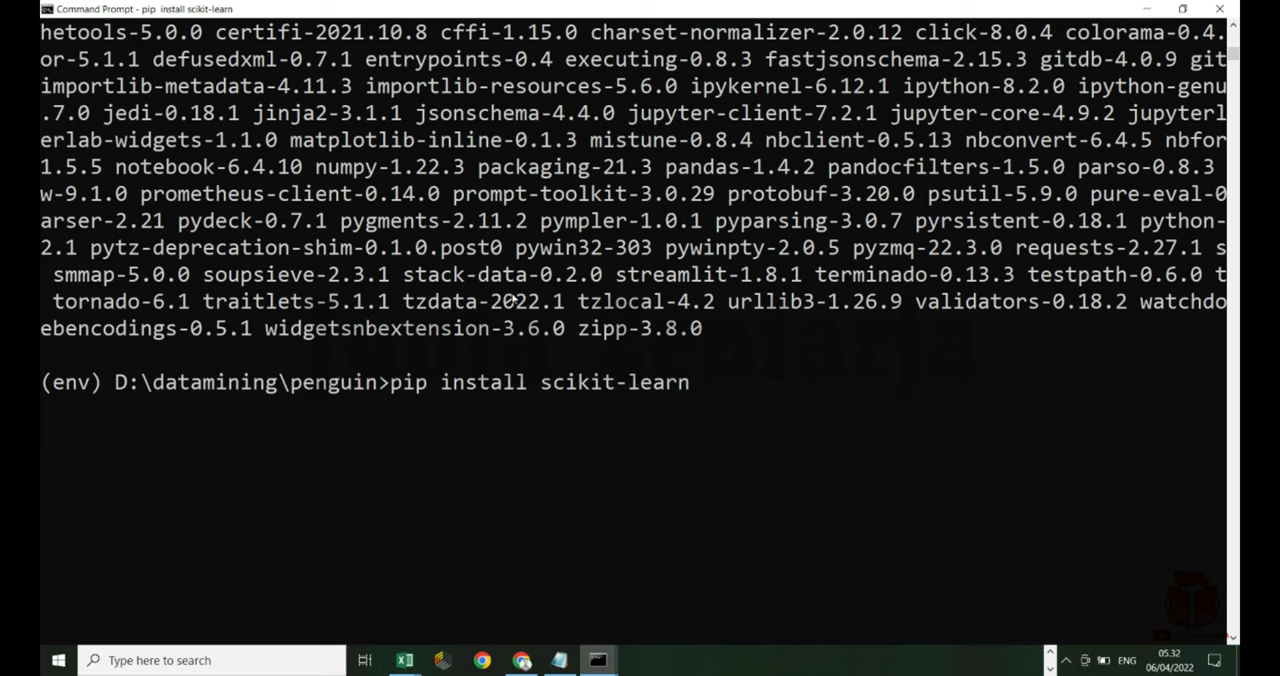 Command Prompt - pip install scikit-learn
hetools-5.0.0 certifi-2021.10.8 cffi-1.15.0 charset-normalizer-2.0.12 click-8.0.4 colorama-0.4.
or-5.1.1 defusedxml-0.7.1 entrypoints-0.4 executing-0.8.3 fastjsonschema-2.15.3 gitdb-4.0.9 git
importlib-metadata-4.11.3 importlib-resources-5.6.0 ipykernel-6.12.1 ipython-8.2.0 ipython-genu
.7.0 jedi-0.18.1 jinja2-3.1.1 jsonschema-4.4.0 jupyter-client-7.2.1 jupyter-core-4.9.2 jupyterl
erlab-widgets-1.1.0 matplotlib-inline-0.1.3 mistune-0.8.4 nbclient-0.5.13 nbconvert-6.4.5 nbfor
1.5.5 notebook-6.4.10 numpy-1.22.3 packaging-21.3 pandas-1.4.2 pandocfilters-1.5.0 parso-0.8.3
w-9.1.0 prometheus-client-0.14.0 prompt-toolkit-3.0.29 protobuf-3.20.0 psutil-5.9.0 pure-eval-0
arser-2.21 pydeck-0.7.1 pygments-2.11.2 pympler-1.0.1 pyparsing-3.0.7 pyrsistent-0.18.1 python-
2.1 pytz-deprecation-shim-0.1.0.post0 pywin32-303 pywinpty-2.0.5 pyzmq-22.3.0 requests-2.27.1 s
smmap-5.0.0 soupsieve-2.3.1 stack-data-0.2.0 streamlit-1.8.1 terminado-0.13.3 testpath-0.6.0 t
tornado-6.1 traitlets-5.1.1 tzdata-2022.1 tzlocal-4.2 urllib3-1.26.9 validators-0.18.2 watchdo
ebencodings-0.5.1 widgetsnbextension-3.6.0 zipp-3.8.0
(env) D:\datamining\penguin>pip install scikit-learn
Type here to search
ENG
05.32
06/04/2022